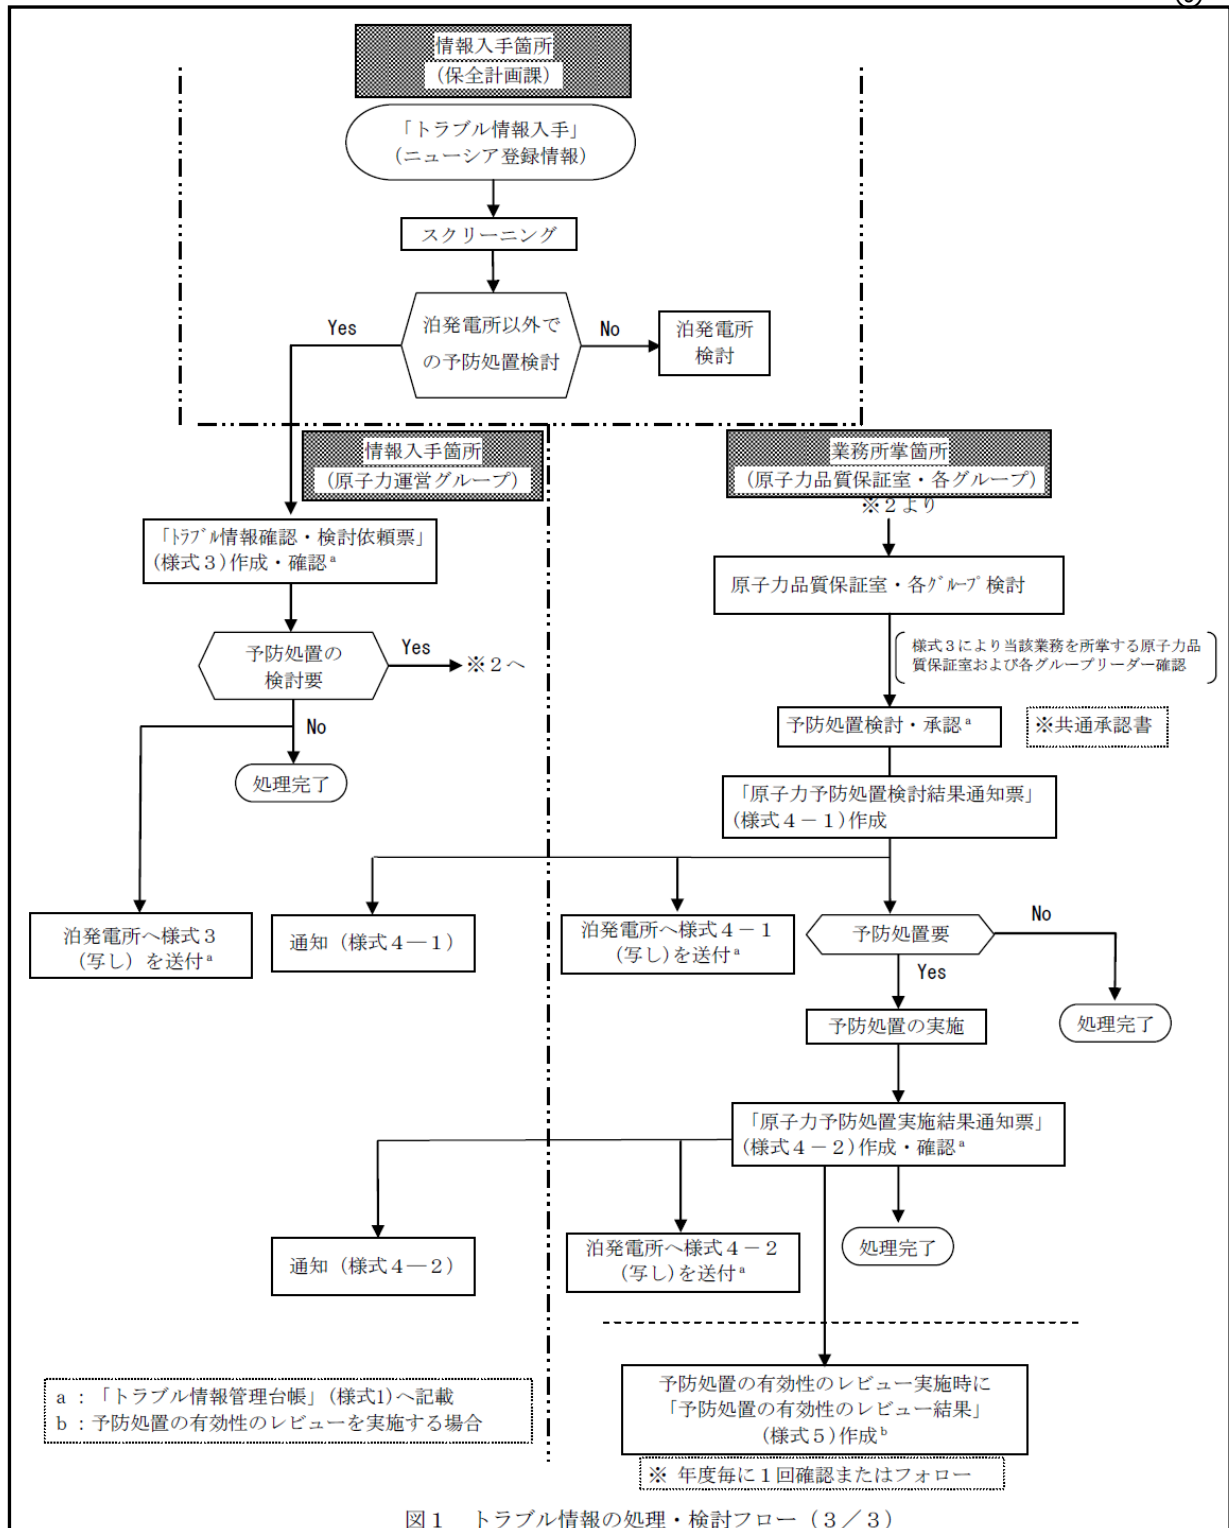 情報入手箇所
(保全計画課)
「トラブル情報入手」
(ニューシア登録情報)
スクリーニング
泊発電所以外で
の予防処置検討
Yes
No
泊発電所
検討
情報入手箇所
(原子力運営グループ)
業務所掌箇所
(原子力品質保証室・各グループ)
※2より
「ﾄﾗﾌﾞﾙ情報確認・検討依頼票」
(様式3)作成・確認a
原子力品質保証室・各ｸﾞﾙｰﾌﾟ検討
様式3により当該業務を所掌する原子力品
質保証室および各グループリーダー確認
予防処置の
検討要
Yes
※2へ
No
処理完了
予防処置検討・承認a
※共通承認書
「原子力予防処置検討結果通知票」
(様式4-1)作成
泊発電所へ様式3
(写し)を送付a
通知(様式4―1)
泊発電所へ様式4-1
(写し)を送付a
予防処置要
No
Yes
処理完了
予防処置の実施
「原子力予防処置実施結果通知票」
(様式4-2)作成・確認a
通知(様式4―2)
泊発電所へ様式4-2
(写し)を送付a
処理完了
予防処置の有効性のレビュー実施時に
「予防処置の有効性のレビュー結果」
(様式5)作成b
※ 年度毎に1回確認またはフォロー
a:「トラブル情報管理台帳」(様式1)へ記載
b:予防処置の有効性のレビューを実施する場合
図1 トラブル情報の処理・検討フロー(3/3)